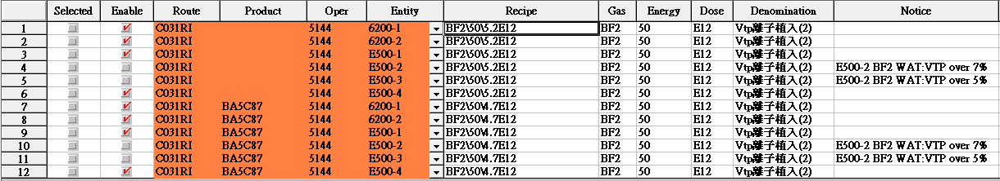 Selected Enable Route Product Oper Entity Recipe Gas Energy Dose Denomination Notice
1 C031RI 5144 6200-1 BF2\50\5.2E12 BF2 50 E12 Vtp離子植入(2)
2 C031RI 5144 6200-2 BF2\50\5.2E12 BF2 50 E12 Vtp離子植入(2)
3 C031RI 5144 E500-1 BF2\50\5.2E12 BF2 50 E12 Vtp離子植入(2)
4 C031RI 5144 E500-2 BF2\50\5.2E12 BF2 50 E12 Vtp離子植入(2) E500-2 BF2 WAT:VTP over 7%
5 C031RI 5144 E500-3 BF2\50\5.2E12 BF2 50 E12 Vtp離子植入(2) E500-2 BF2 WAT:VTP over 5%
6 C031RI 5144 E500-4 BF2\50\5.2E12 BF2 50 E12 Vtp離子植入(2)
7 C031RI BA5C87 5144 6200-1 BF2\50\4.7E12 BF2 50 E12 Vtp離子植入(2)
8 C031RI BA5C87 5144 6200-2 BF2\50\4.7E12 BF2 50 E12 Vtp離子植入(2)
9 C031RI BA5C87 5144 E500-1 BF2\50\4.7E12 BF2 50 E12 Vtp離子植入(2)
10 C031RI BA5C87 5144 E500-2 BF2\50\4.7E12 BF2 50 E12 Vtp離子植入(2) E500-2 BF2 WAT:VTP over 7%
11 C031RI BA5C87 5144 E500-3 BF2\50\4.7E12 BF2 50 E12 Vtp離子植入(2) E500-2 BF2 WAT:VTP over 5%
12 C031RI BA5C87 5144 E500-4 BF2\50\4.7E12 BF2 50 E12 Vtp離子植入(2)